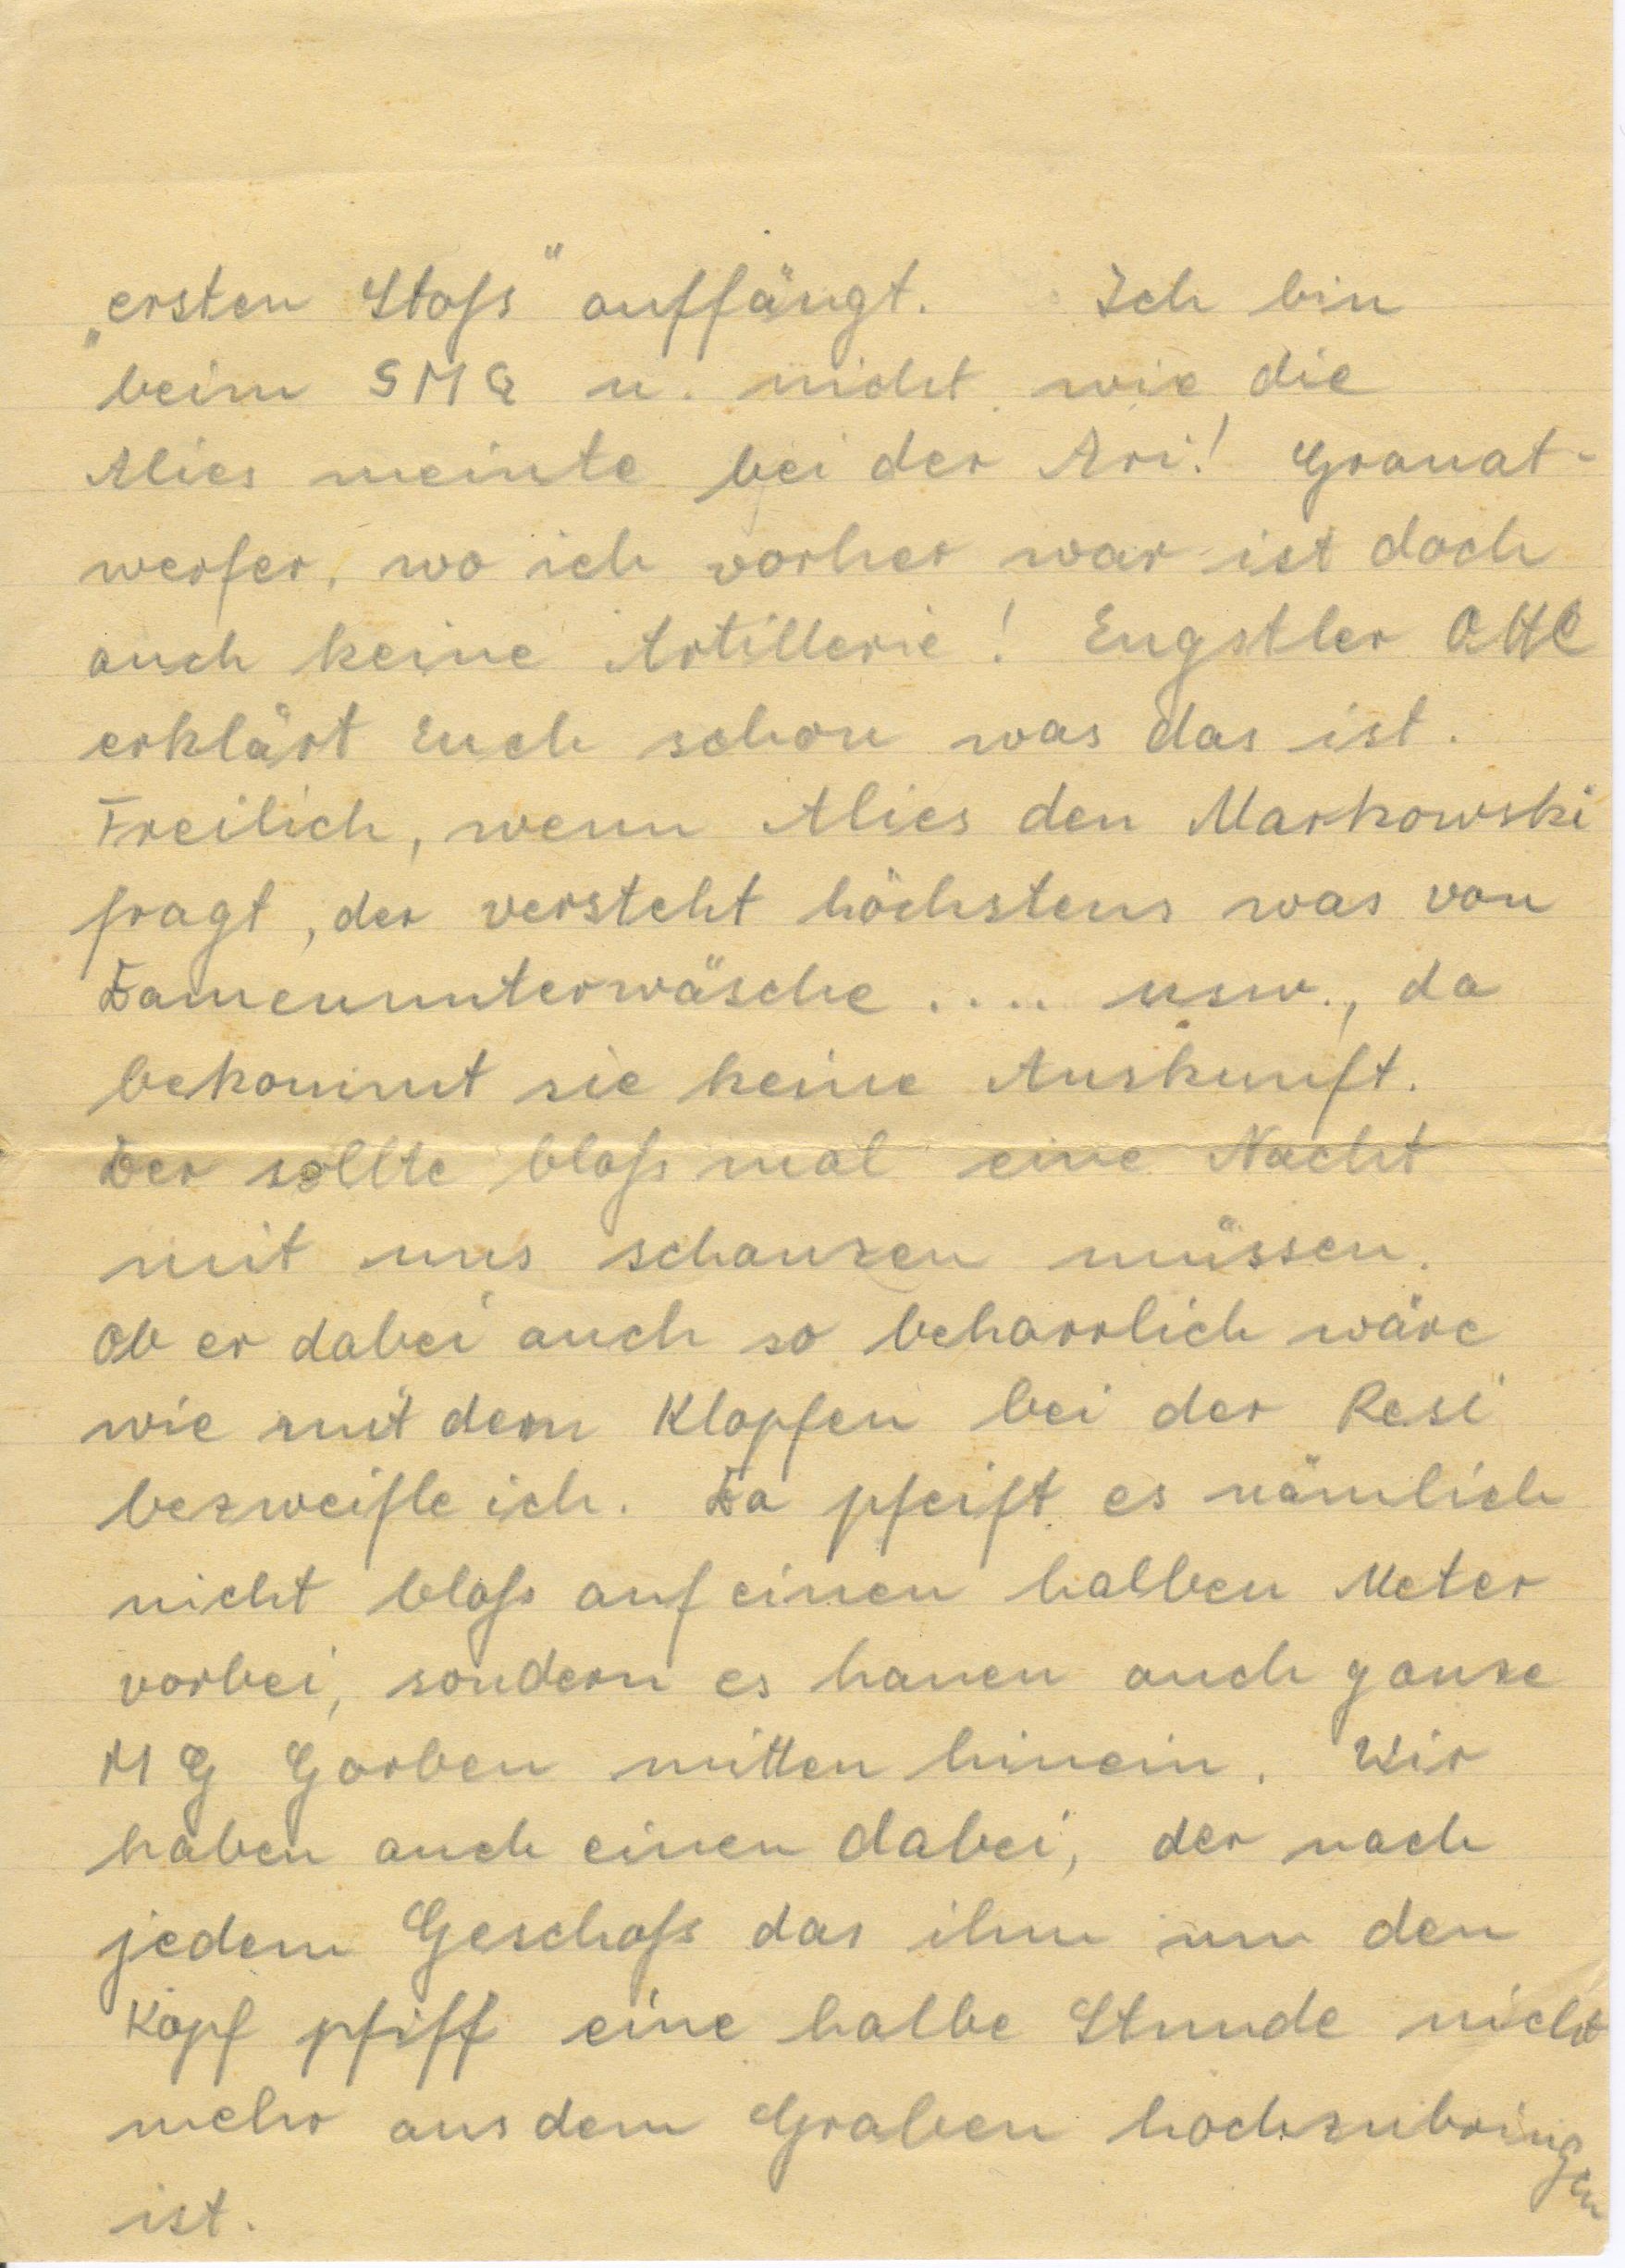 „ersten Stoß" auffängt. Ich bin
beim SMG u. nicht wie die
Alies meinte bei der Ari! Granat-
werfer, wo ich vorher war ist doch
auch keine Artillerie! Engstler
erklärt Euch schon was das ist.
Freilich, wenn Alies den Markowski
fragt, der versteht höchstens was von
Damenunterwäsche .... usw., da
bekommt sie keine Auskunft.
Der sollte bloß mal eine Nacht
mit uns schanzen müssen.
Ob er dabei auch so beharrlich wäre
wie mit dem Klopfen bei der Resi
bezweifle ich. Da pfeift es nämlich
nicht bloß auf einen halben Meter
vorbei, sondern es hauen auch ganze
MG Garben mitten hinein. Wir
haben auch einen dabei, der nach
jedem Geschoß das ihm um den
Kopf pfiff eine halbe Stunde nicht
mehr aus dem Graben hochzubringen
ist.